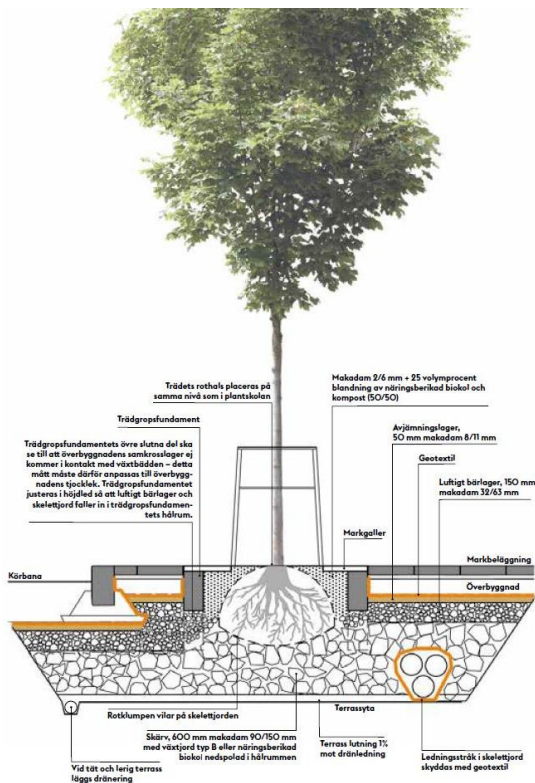 Trädets rothals placeras på
samma nivå som i plantskolan
Makadam 2/6 mm + 25 volymprocent
blandning av näringsberikad biokol och
kompost (50/50)
Trädgropsfundament
Trädgropsfundamentets övre slutna del ska
se till att överbyggnadens samkrosslager ej
kommer i kontakt med växtbädden – detta
mått måste därför anpassas till överbygg-
nadens tjocklek. Trädgropsfundamentet
justeras i höjdled så att luftigt bärlager och
skelettjord faller in i trädgropsfundamen-
tets hålrum.
Avjämningslager,
50 mm makadam 8/11 mm
Geotextil
Luftigt bärlager, 150 mm
makadam 32/63 mm
Markgaller
Markbeläggning
Körbana
Överbyggnad
Terrassyta
Rotklumpen vilar på skelettjorden
Skärv, 600 mm makadam 90/150 mm
med växtjord typ B eller näringsberikad
biokol nedspolad i hålrummen
Terrass lutning 1%
mot dränledning
Ledningsstråk i skelettjord
skyddas med geotextil
Vid tät och lerig terrass
läggs dränering